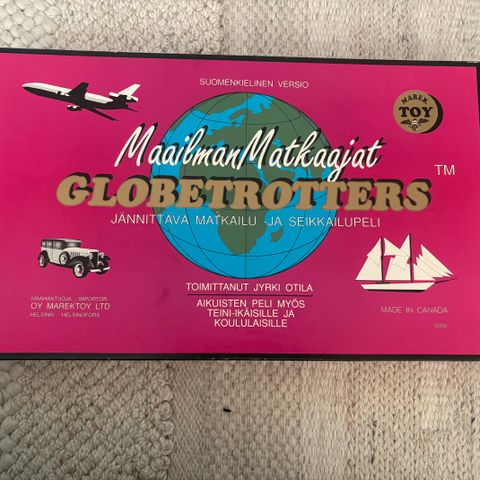 SUOMENKIELINEN VERSIO
MAREK
TOY
MaailmanMatkaajat
GLOBETROTTERS TM
JÄNNITTÄVÄ MATKAILU -JA SEIKKAILUPELI
TOIMITTANUT JYRKI OTILA
AIKUISTEN PELI MYÖS
TEINI-IKÄISILLE JA
KOULULAISILLE
MAAHANTUOJA - IMPORTOR
OY MAREKTOY LTD
HELSINKI - HELSINGFORS
MADE IN CANADA